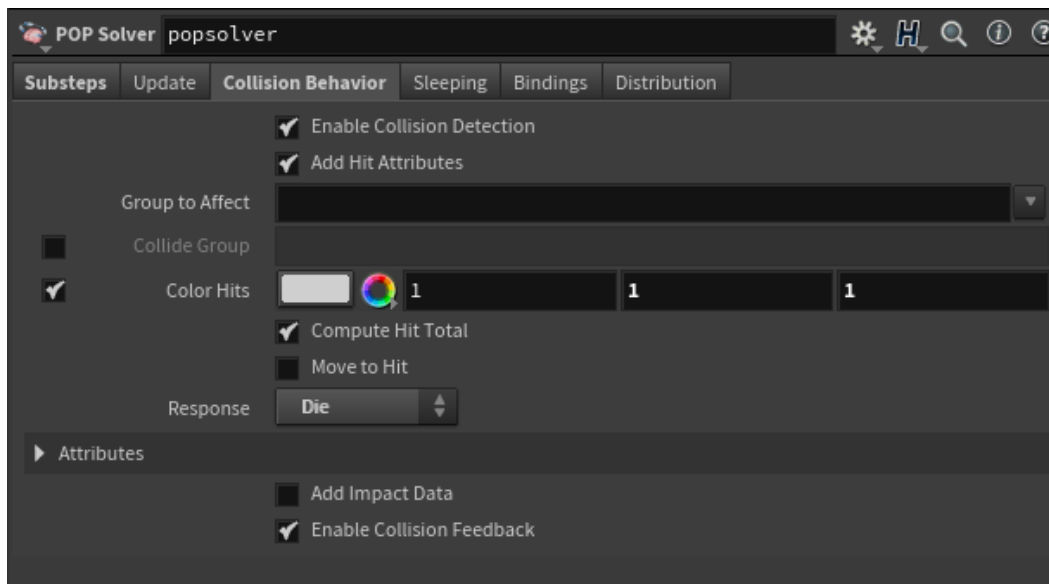 POP Solver popsolver
Substeps Update Collision Behavior Sleeping Bindings Distribution
Enable Collision Detection
Add Hit Attributes
Group to Affect
Collide Group
Color Hits 1 1 1
Compute Hit Total
Move to Hit
Response Die
Attributes
Add Impact Data
Enable Collision Feedback